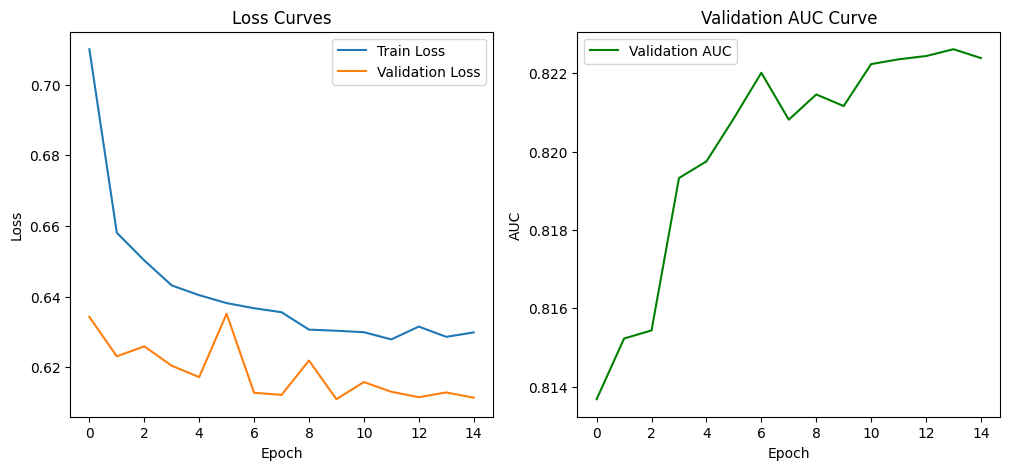 Loss Curves
Train Loss
Validation Loss
0.70
0.68
0.66
0.64
0.62
Loss
0 2 4 6 8 10 12 14
Epoch
Validation AUC Curve
Validation AUC
0.822
0.820
0.818
0.816
0.814
AUC
0 2 4 6 8 10 12 14
Epoch